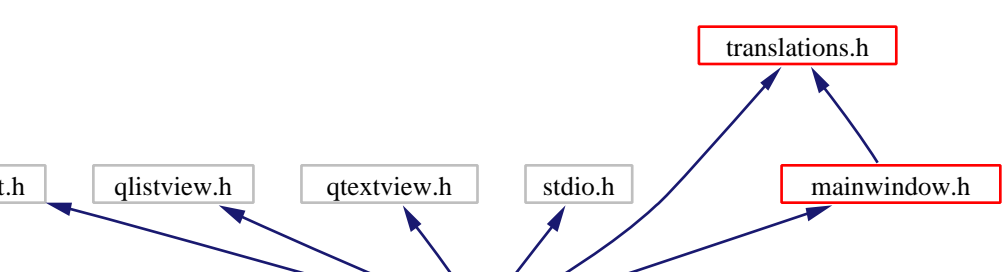 translations.h
t.h
qlistview.h
qtextview.h
stdio.h
mainwindow.h